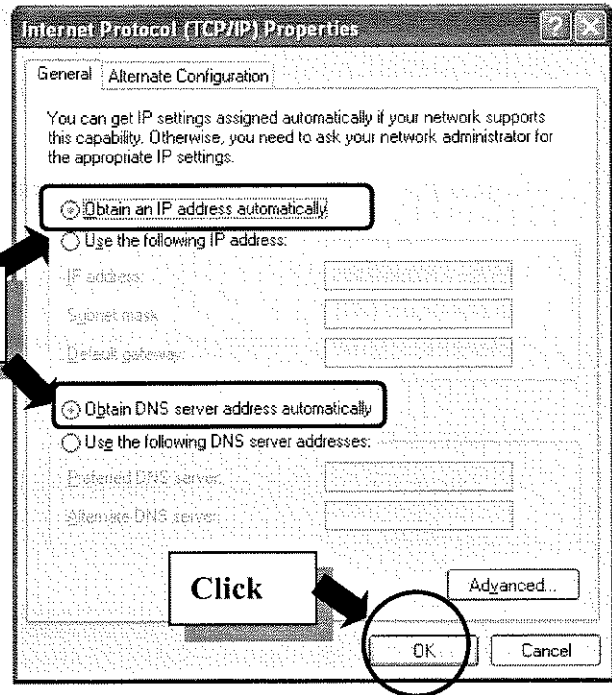 Internet Protocol (TCP/IP) Properties
General
Alternate Configuration
You can get IP settings assigned automatically if your network supports
this capability. Otherwise, you need to ask your network administrator for
the appropriate IP settings.
Obtain an IP address automatically
Use the following IP address:
IP address:
Subnet mask:
Default gateway:
Obtain DNS server address automatically
Use the following DNS server addresses:
Preferred DNS server:
Alternate DNS server:
Click
Advanced...
OK
Cancel